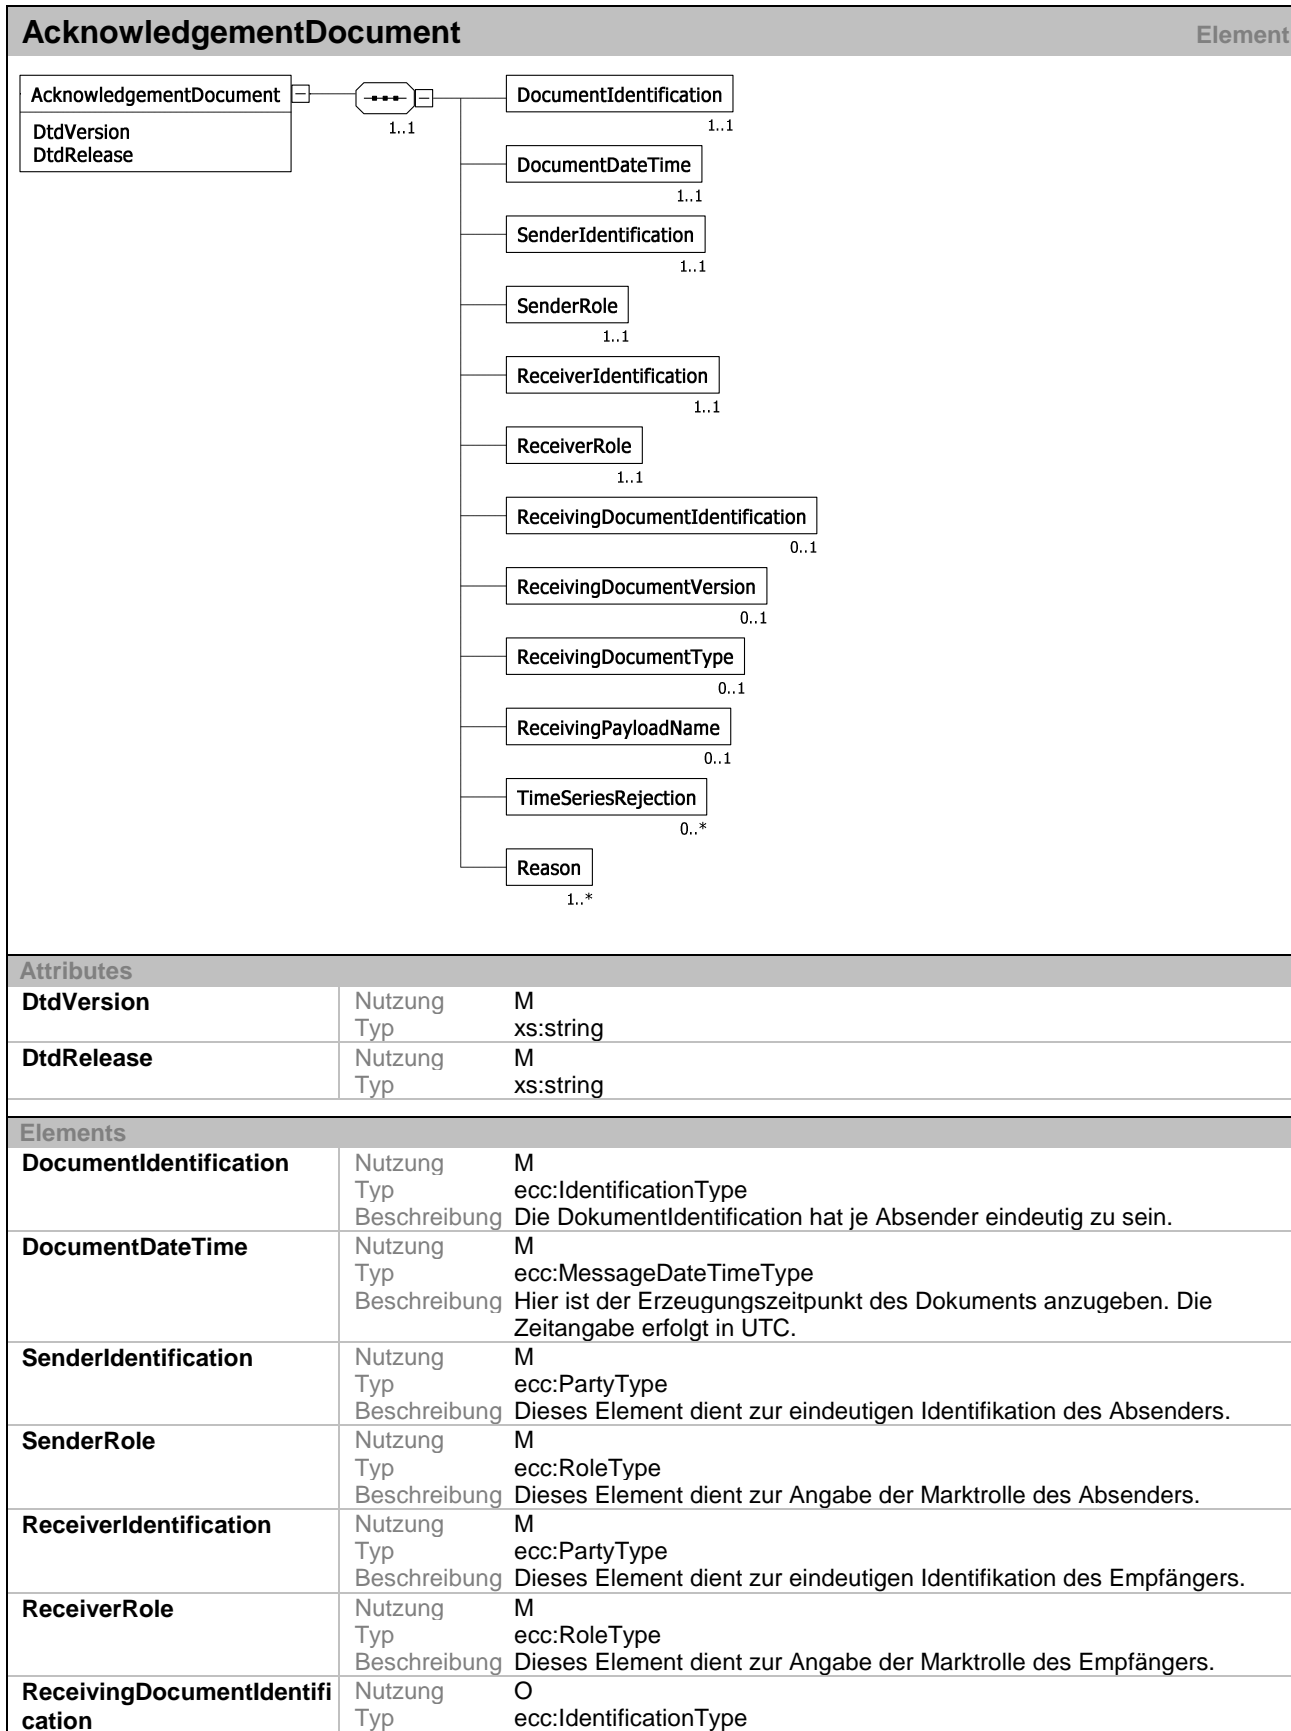 AcknowledgementDocument Element
AcknowledgementDocument
DtdVersion
DtdRelease
1..1
DocumentIdentification
1..1
DocumentDateTime
1..1
SenderIdentification
1..1
SenderRole
1..1
ReceiverIdentification
1..1
ReceiverRole
1..1
ReceivingDocumentIdentification
0..1
ReceivingDocumentVersion
0..1
ReceivingDocumentType
0..1
ReceivingPayloadName
0..1
TimeSeriesRejection
0..*
Reason
1..*
Attributes
DtdVersion Nutzung M
Typ xs:string
DtdRelease Nutzung M
Typ xs:string
Elements
DocumentIdentification Nutzung M
Typ ecc:IdentificationType
Beschreibung Die DokumentIdentification hat je Absender eindeutig zu sein.
DocumentDateTime Nutzung M
Typ ecc:MessageDateTimeType
Beschreibung Hier ist der Erzeugungszeitpunkt des Dokuments anzugeben. Die
Zeitangabe erfolgt in UTC.
SenderIdentification Nutzung M
Typ ecc:PartyType
Beschreibung Dieses Element dient zur eindeutigen Identifikation des Absenders.
SenderRole Nutzung M
Typ ecc:RoleType
Beschreibung Dieses Element dient zur Angabe der Marktrolle des Absenders.
ReceiverIdentification Nutzung M
Typ ecc:PartyType
Beschreibung Dieses Element dient zur eindeutigen Identifikation des Empfängers.
ReceiverRole Nutzung M
Typ ecc:RoleType
Beschreibung Dieses Element dient zur Angabe der Marktrolle des Empfängers.
ReceivingDocumentIdentifi Nutzung O
cation Typ ecc:IdentificationType